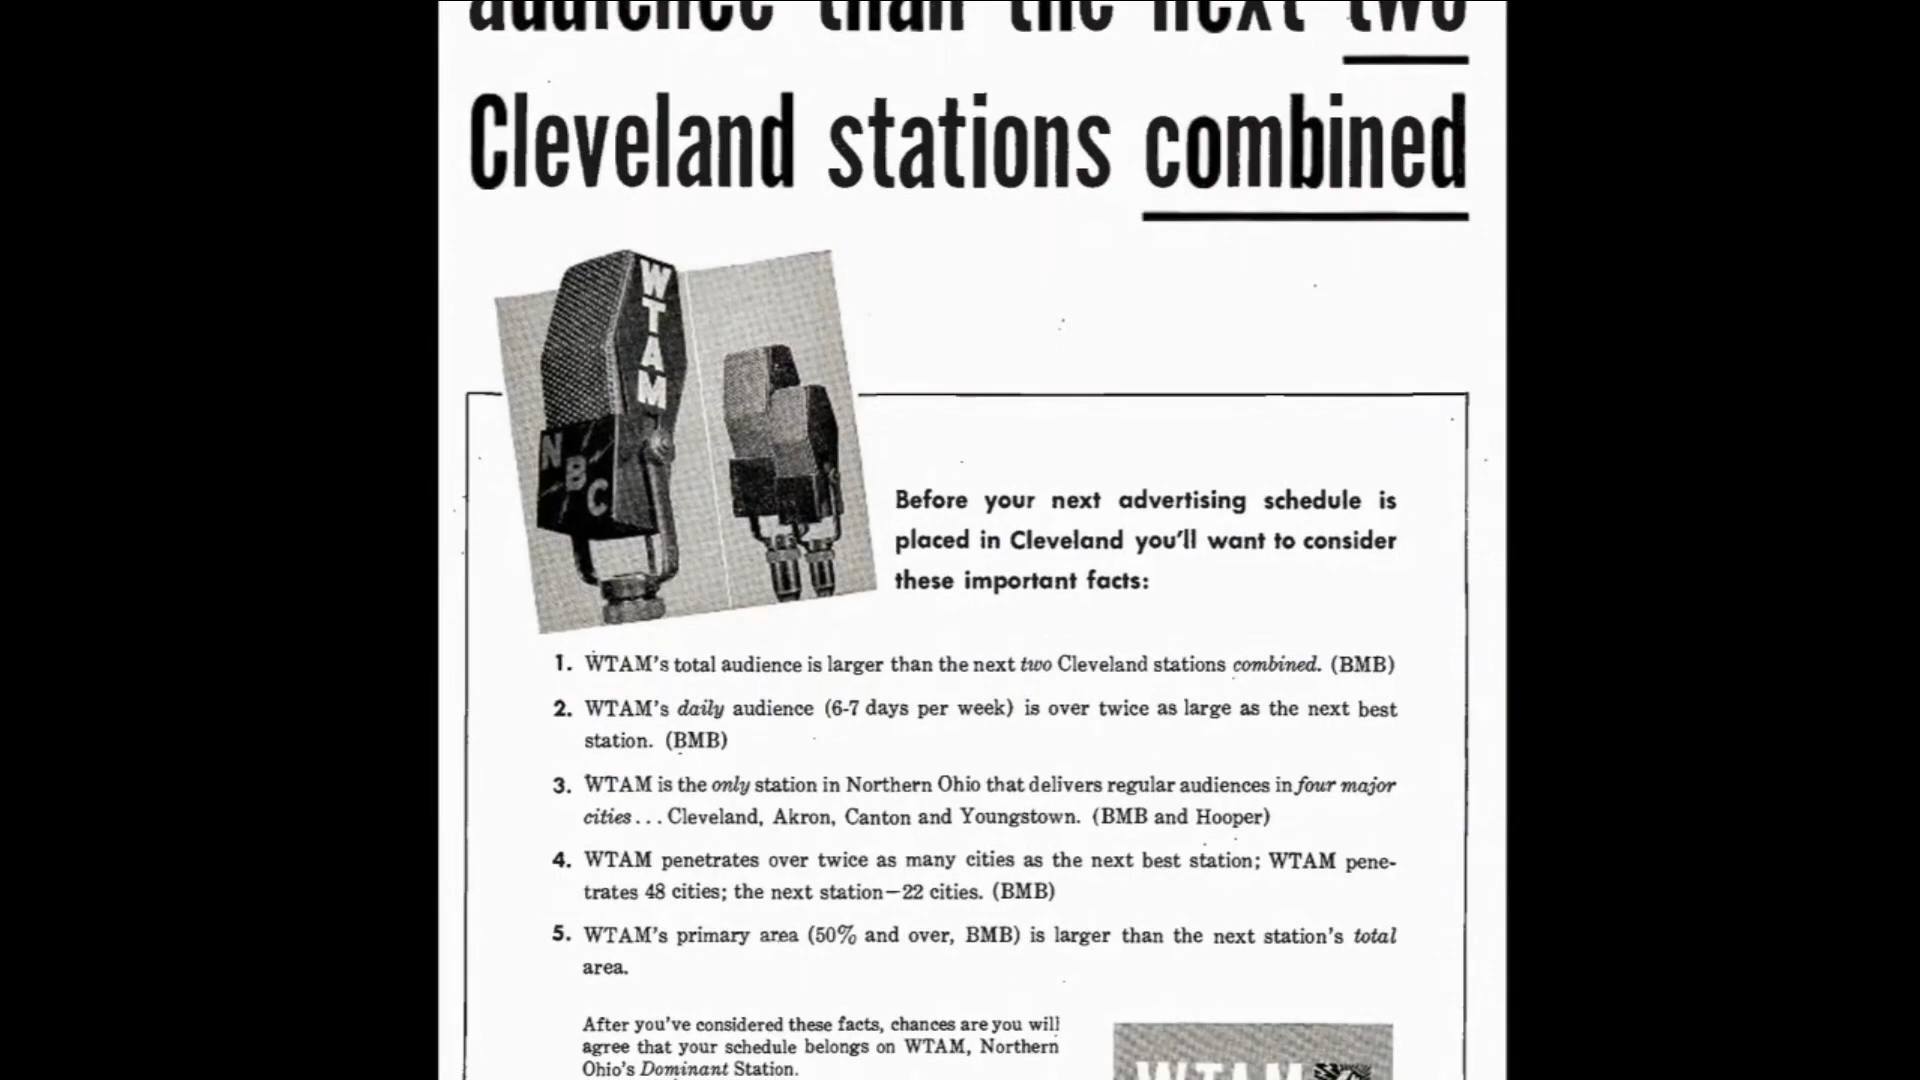 audience than the next two
Cleveland stations combined
WTAM
NBC
Before your next advertising schedule is
placed in Cleveland you'll want to consider
these important facts:
1. WTAM's total audience is larger than the next two Cleveland stations combined. (BMB)
2. WTAM's daily audience (6-7 days per week) is over twice as large as the next best
station. (BMB)
3. WTAM is the only station in Northern Ohio that delivers regular audiences in four major
cities... Cleveland, Akron, Canton and Youngstown. (BMB and Hooper)
4. WTAM penetrates over twice as many cities as the next best station; WTAM pene-
trates 48 cities; the next station—22 cities. (BMB)
5. WTAM's primary area (50% and over, BMB) is larger than the next station's total
area.
After you've considered these facts, chances are you will
agree that your schedule belongs on WTAM, Northern
Ohio's Dominant Station.
WTAM